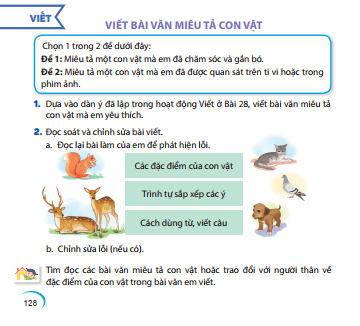 VIẾT
VIẾT BÀI VĂN MIÊU TẢ CON VẬT
Chọn 1 trong 2 đề dưới đây:
Đề 1: Miêu tả một con vật mà em đã chăm sóc và gắn bó.
Đề 2: Miêu tả một con vật mà em đã được quan sát trên ti vi hoặc trong
phim ảnh.
1. Dựa vào dàn ý đã lập trong hoạt động Viết ở Bài 28, viết bài văn miêu tả
con vật mà em yêu thích.
2. Đọc soát và chỉnh sửa bài viết.
a. Đọc lại bài làm của em để phát hiện lỗi.
Các đặc điểm của con vật
Trình tự sắp xếp các ý
Cách dùng từ, viết câu
b. Chỉnh sửa lỗi (nếu có).
Tìm đọc các bài văn miêu tả con vật hoặc trao đổi với người thân về
đặc điểm của con vật trong bài văn em viết.
128